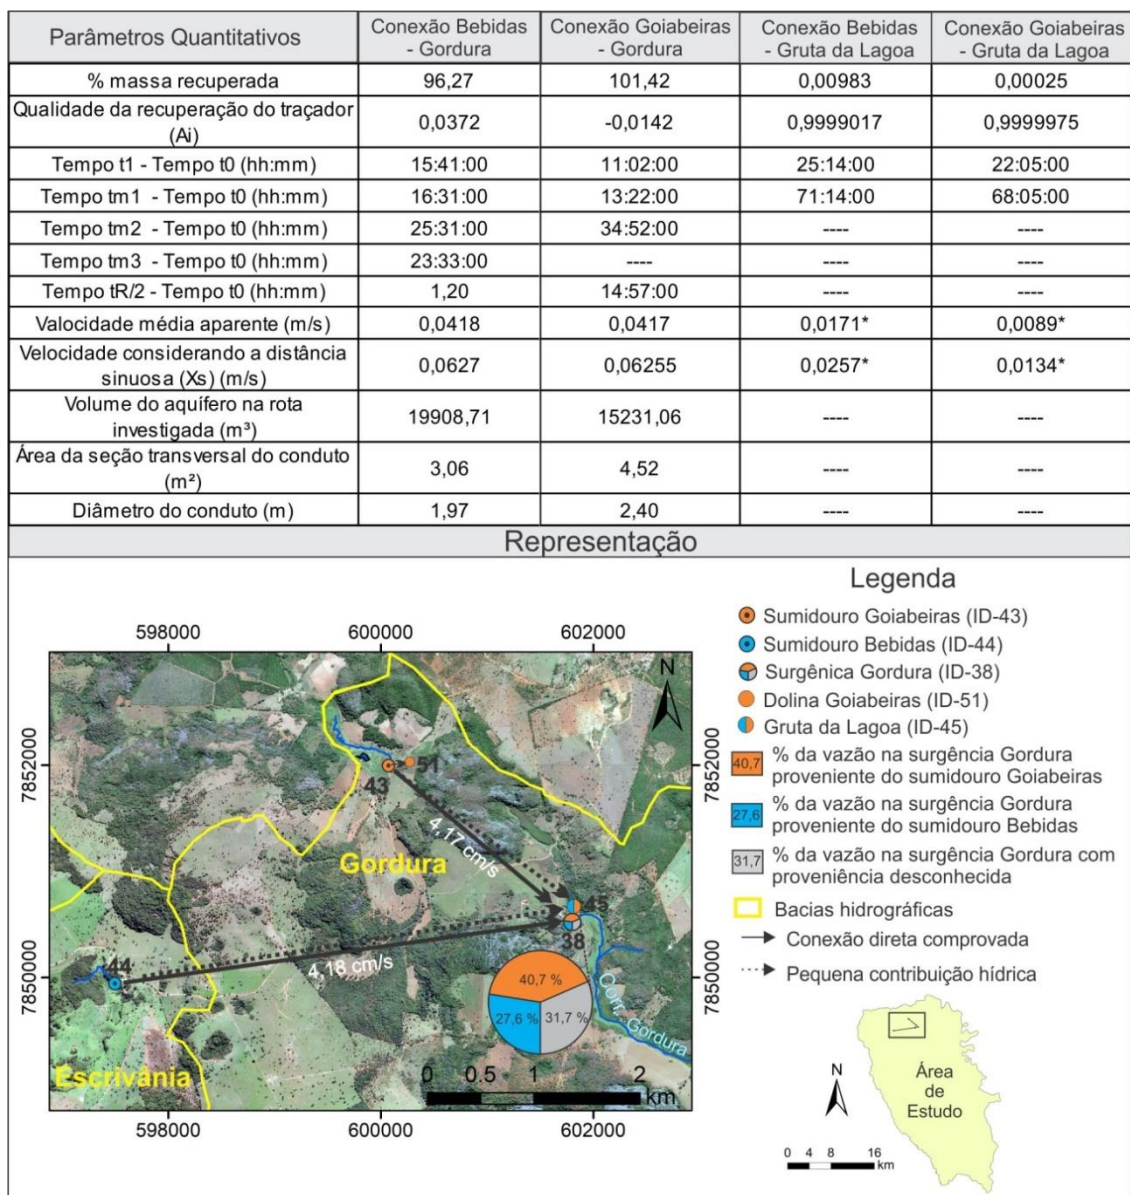 Parâmetros Quantitativos
Conexão Bebidas
- Gordura
Conexão Goiabeiras
- Gordura
Conexão Bebidas
- Gruta da Lagoa
Conexão Goiabeiras
- Gruta da Lagoa
% massa recuperada 96,27 101,42 0,00983 0,00025
Qualidade da recuperação do traçador
(Ai) 0,0372 -0,0142 0,9999017 0,9999975
Tempo t1 - Tempo t0 (hh:mm) 15:41:00 11:02:00 25:14:00 22:05:00
Tempo tm1 - Tempo t0 (hh:mm) 16:31:00 13:22:00 71:14:00 68:05:00
Tempo tm2 - Tempo t0 (hh:mm) 25:31:00 34:52:00 ---- ----
Tempo tm3 - Tempo t0 (hh:mm) 23:33:00 ---- ---- ----
Tempo tR/2 - Tempo t0 (hh:mm) 1,20 14:57:00 ---- ----
Valocidade média aparente (m/s) 0,0418 0,0417 0,0171* 0,0089*
Velocidade considerando a distância
sinuosa (Xs) (m/s) 0,0627 0,06255 0,0257* 0,0134*
Volume do aquífero na rota
investigada (m³) 19908,71 15231,06 ---- ----
Área da seção transversal do conduto
(m²) 3,06 4,52 ---- ----
Diâmetro do conduto (m) 1,97 2,40 ---- ----
Representação
598000 600000 602000
7852000
7850000
N
43
51
4,17 cm/s
Gordura
45
38
44
4,18 cm/s
40,7 %
27,6 %
31,7 %
Corr. Gordura
Escrivânia
0 0.5 1 2
km
7852000
7850000
598000 600000 602000
Legenda
Sumidouro Goiabeiras (ID-43)
Sumidouro Bebidas (ID-44)
Surgênica Gordura (ID-38)
Dolina Goiabeiras (ID-51)
Gruta da Lagoa (ID-45)
40,7 % da vazão na surgência Gordura
proveniente do sumidouro Goiabeiras
27,6 % da vazão na surgência Gordura
proveniente do sumidouro Bebidas
31,7 % da vazão na surgência Gordura com
proveniência desconhecida
Bacias hidrográficas
Conexão direta comprovada
Pequena contribuição hídrica
N
Área
de
Estudo
0 4 8 16
km